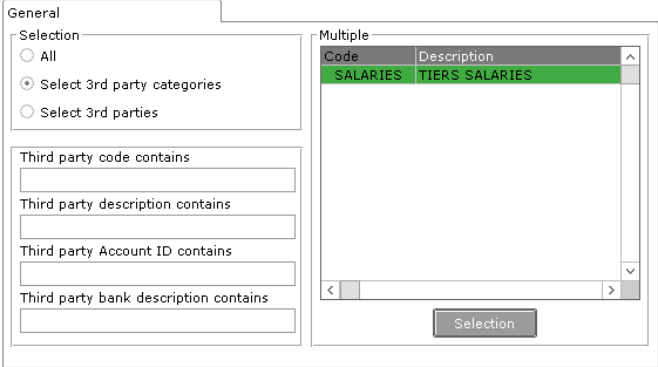 General
Selection
All
Select 3rd party categories
Select 3rd parties
Third party code contains
Third party description contains
Third party Account ID contains
Third party bank description contains
Multiple
Code Description
SALARIES TIERS SALARIES
Selection